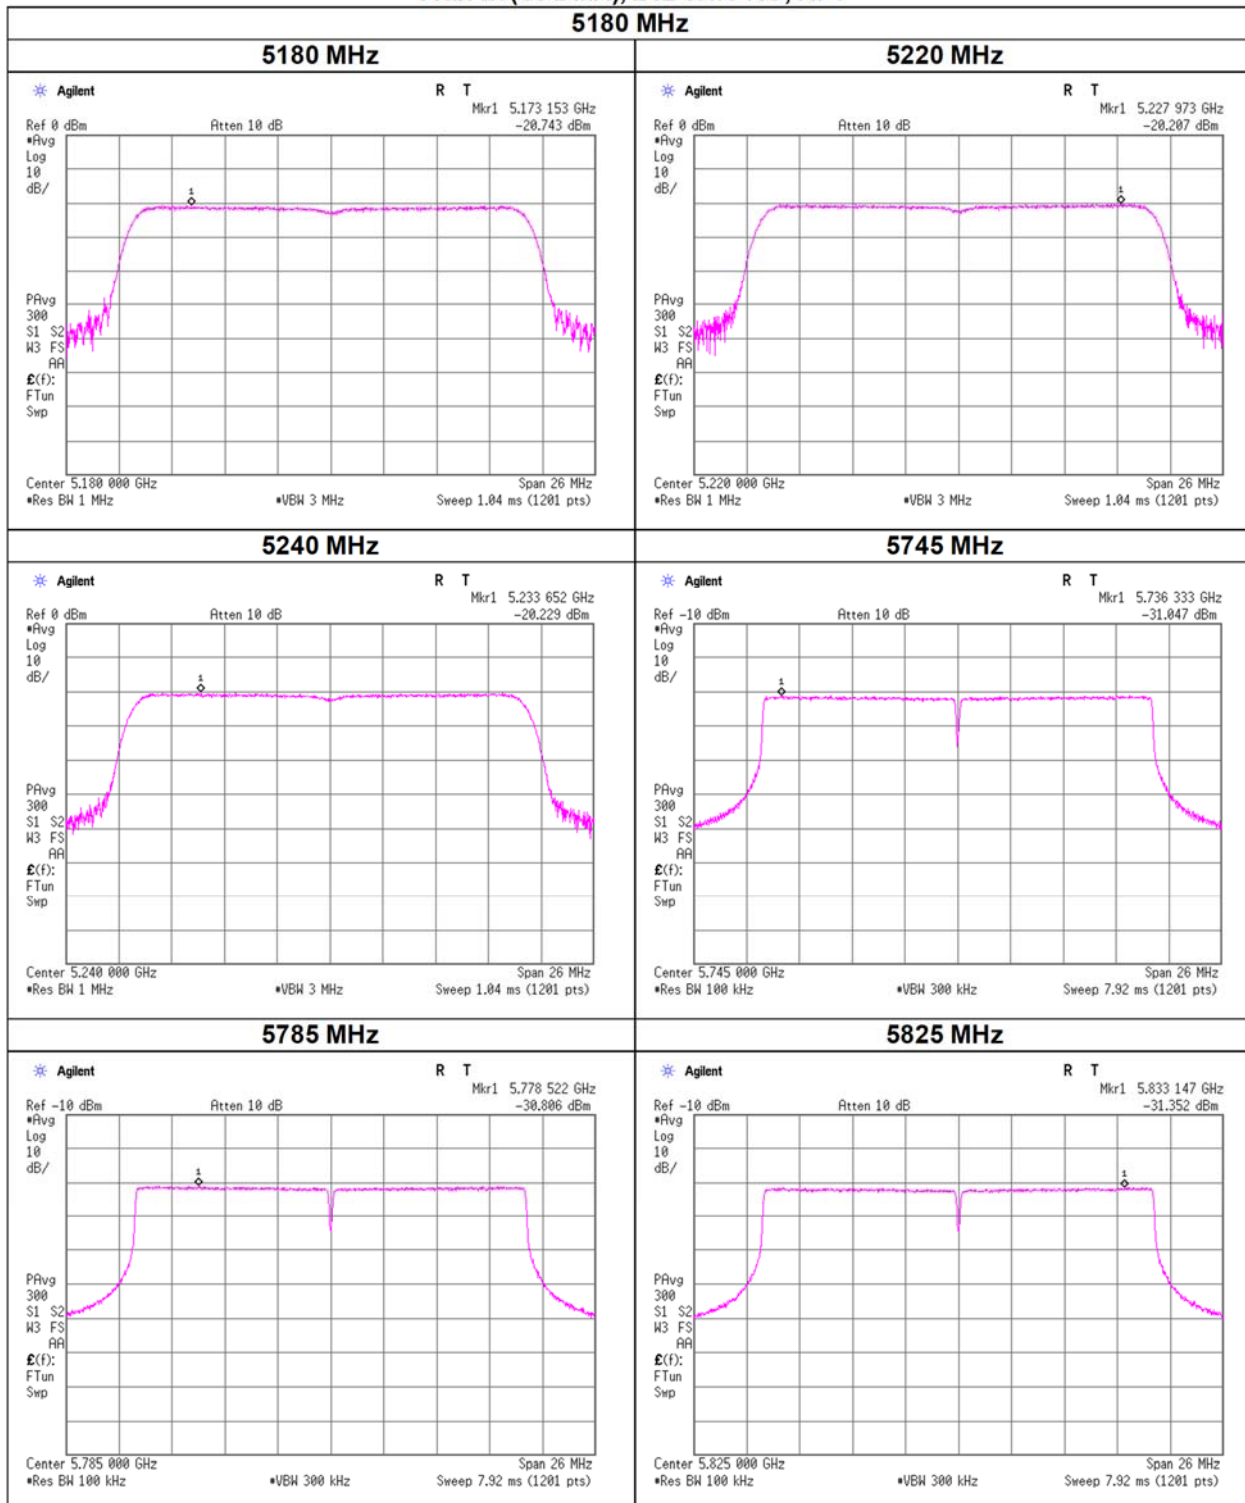 5180 MHz
5180 MHz
Agilent R T
Mkr1 5.173 153 GHz
Ref 0 dBm Atten 10 dB -20.743 dBm
*Avg
Log
10
dB/
1
PAvg
300
S1 S2
W3 FS
AA
£(f):
FTun
Swp
Center 5.180 000 GHz Span 26 MHz
*Res BW 1 MHz *VBW 3 MHz Sweep 1.04 ms (1201 pts)
5220 MHz
Agilent R T
Mkr1 5.227 973 GHz
Ref 0 dBm Atten 10 dB -20.207 dBm
*Avg
Log
10
dB/
1
PAvg
300
S1 S2
W3 FS
AA
£(f):
FTun
Swp
Center 5.220 000 GHz Span 26 MHz
*Res BW 1 MHz *VBW 3 MHz Sweep 1.04 ms (1201 pts)
5240 MHz
Agilent R T
Mkr1 5.233 652 GHz
Ref 0 dBm Atten 10 dB -20.229 dBm
*Avg
Log
10
dB/
1
PAvg
300
S1 S2
W3 FS
AA
£(f):
FTun
Swp
Center 5.240 000 GHz Span 26 MHz
*Res BW 1 MHz *VBW 3 MHz Sweep 1.04 ms (1201 pts)
5745 MHz
Agilent R T
Mkr1 5.736 333 GHz
Ref -10 dBm Atten 10 dB -31.047 dBm
*Avg
Log
10
dB/
1
PAvg
300
S1 S2
W3 FS
AA
£(f):
FTun
Swp
Center 5.745 000 GHz Span 26 MHz
*Res BW 100 kHz *VBW 300 kHz Sweep 7.92 ms (1201 pts)
5785 MHz
Agilent R T
Mkr1 5.778 522 GHz
Ref -10 dBm Atten 10 dB -30.806 dBm
*Avg
Log
10
dB/
1
PAvg
300
S1 S2
W3 FS
AA
£(f):
FTun
Swp
Center 5.785 000 GHz Span 26 MHz
*Res BW 100 kHz *VBW 300 kHz Sweep 7.92 ms (1201 pts)
5825 MHz
Agilent R T
Mkr1 5.833 147 GHz
Ref -10 dBm Atten 10 dB -31.352 dBm
*Avg
Log
10
dB/
1
PAvg
300
S1 S2
W3 FS
AA
£(f):
FTun
Swp
Center 5.825 000 GHz Span 26 MHz
*Res BW 100 kHz *VBW 300 kHz Sweep 7.92 ms (1201 pts)